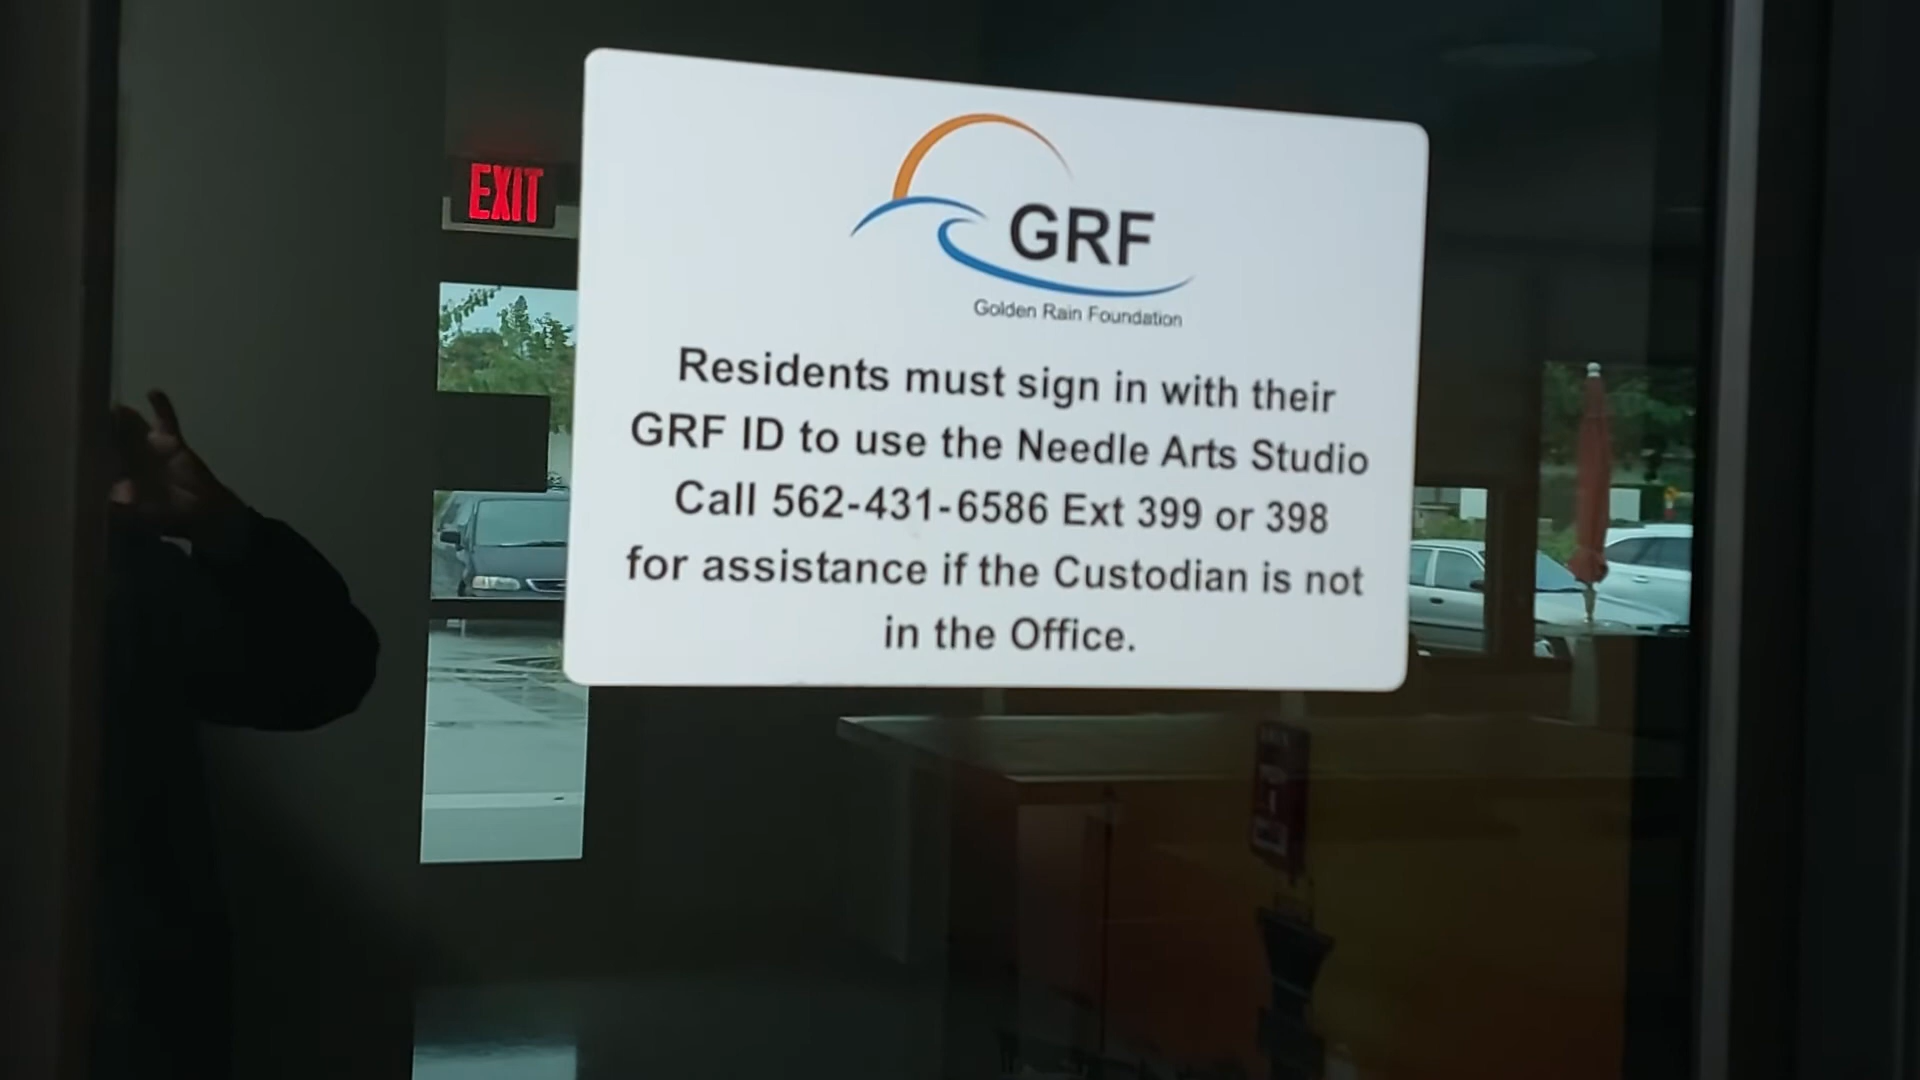 EXIT
GRF
Golden Rain Foundation
Residents must sign in with their
GRF ID to use the Needle Arts Studio
Call 562-431-6586 Ext 399 or 398
for assistance if the Custodian is not
in the Office.